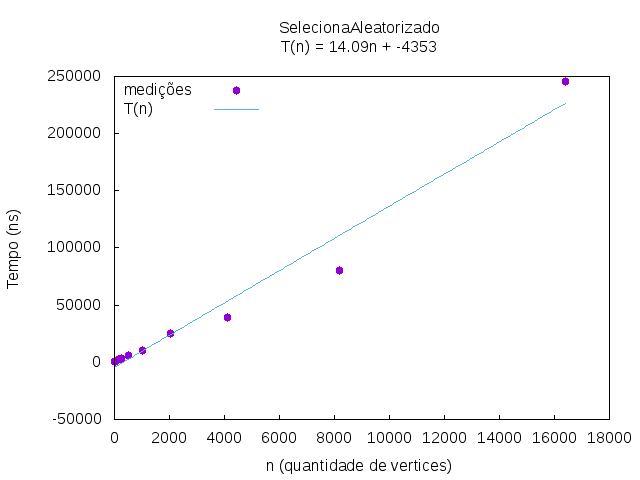 SelecionaAleatorizado
T(n) = 14.09n + -4353
medições
T(n)
250000
200000
150000
100000
50000
0
-50000
Tempo (ns)
0 2000 4000 6000 8000 10000 12000 14000 16000 18000
n (quantidade de vertices)